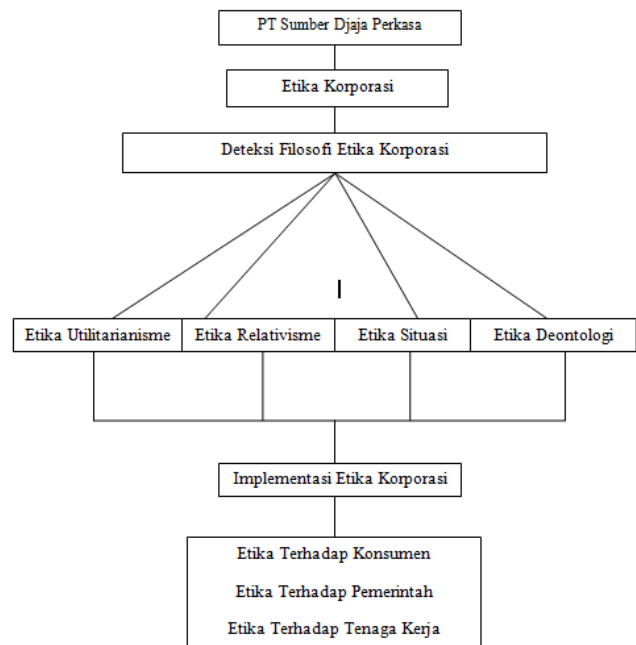 PT Sumber Djaja Perkasa
Etika Korporasi
Deteksi Filosofi Etika Korporasi
Etika Utilitarianisme
Etika Relativisme
Etika Situasi
Etika Deontologi
Implementasi Etika Korporasi
Etika Terhadap Konsumen
Etika Terhadap Pemerintah
Etika Terhadap Tenaga Kerja